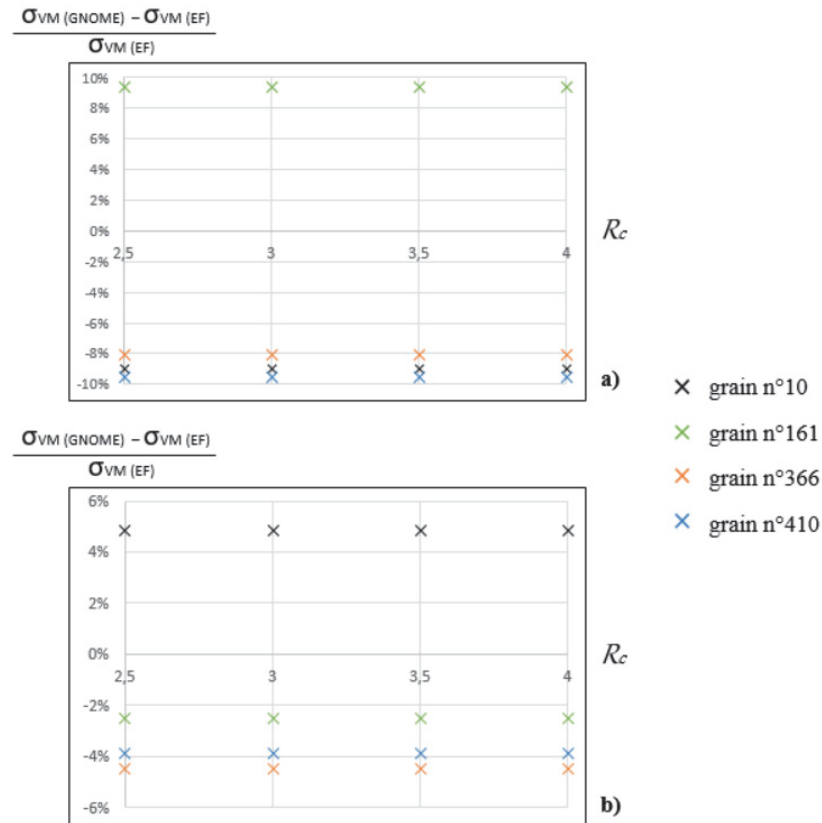 σVM (GNOME) – σVM (EF)
σVM (EF)
10%
8%
6%
4%
2%
0%
2,5 3 3,5 4
-2%
-4%
-6%
-8%
-10%
Rc
a)
grain n°10
grain n°161
grain n°366
grain n°410
σVM (GNOME) – σVM (EF)
σVM (EF)
6%
4%
2%
0%
2,5 3 3,5 4
-2%
-4%
-6%
Rc
b)